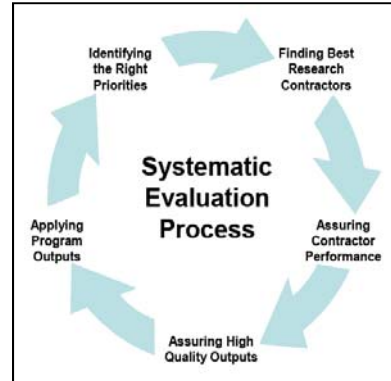 Identifying
the Right
Priorities
Finding Best
Research
Contractors
Systematic
Evaluation
Process
Applying
Program
Outputs
Assuring
Contractor
Performance
Assuring High
Quality Outputs